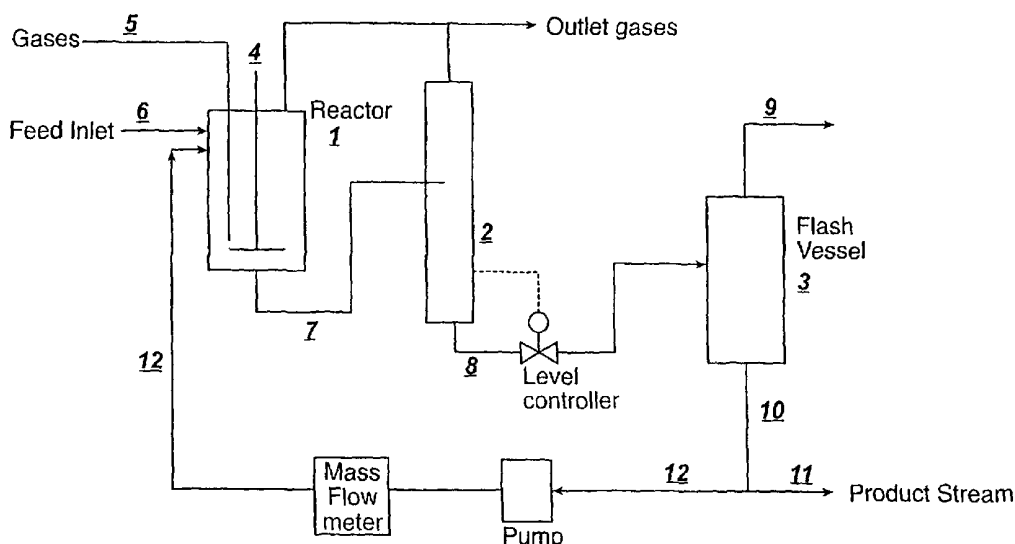 5
Gases
Outlet gases
4
6
Feed Inlet
Reactor
1
9
2
Flash
Vessel
3
7
8
Level
controller
12
10
Mass
Flow
meter
Pump
12
11
Product Stream